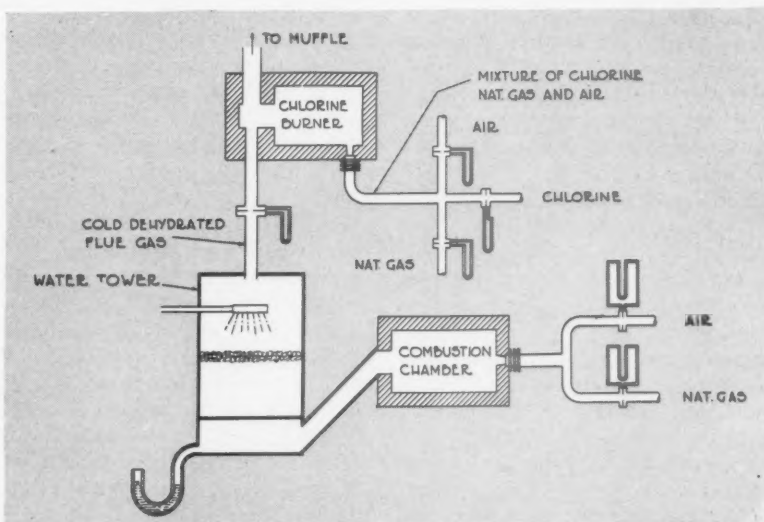 TO MUFFLE
CHLORINE
BURNER
MIXTURE OF CHLORINE
NAT. GAS AND AIR
AIR
CHLORINE
NAT. GAS
COLD DEHYDRATED
FLUE GAS
WATER TOWER
COMBUSTION
CHAMBER
AIR
NAT. GAS